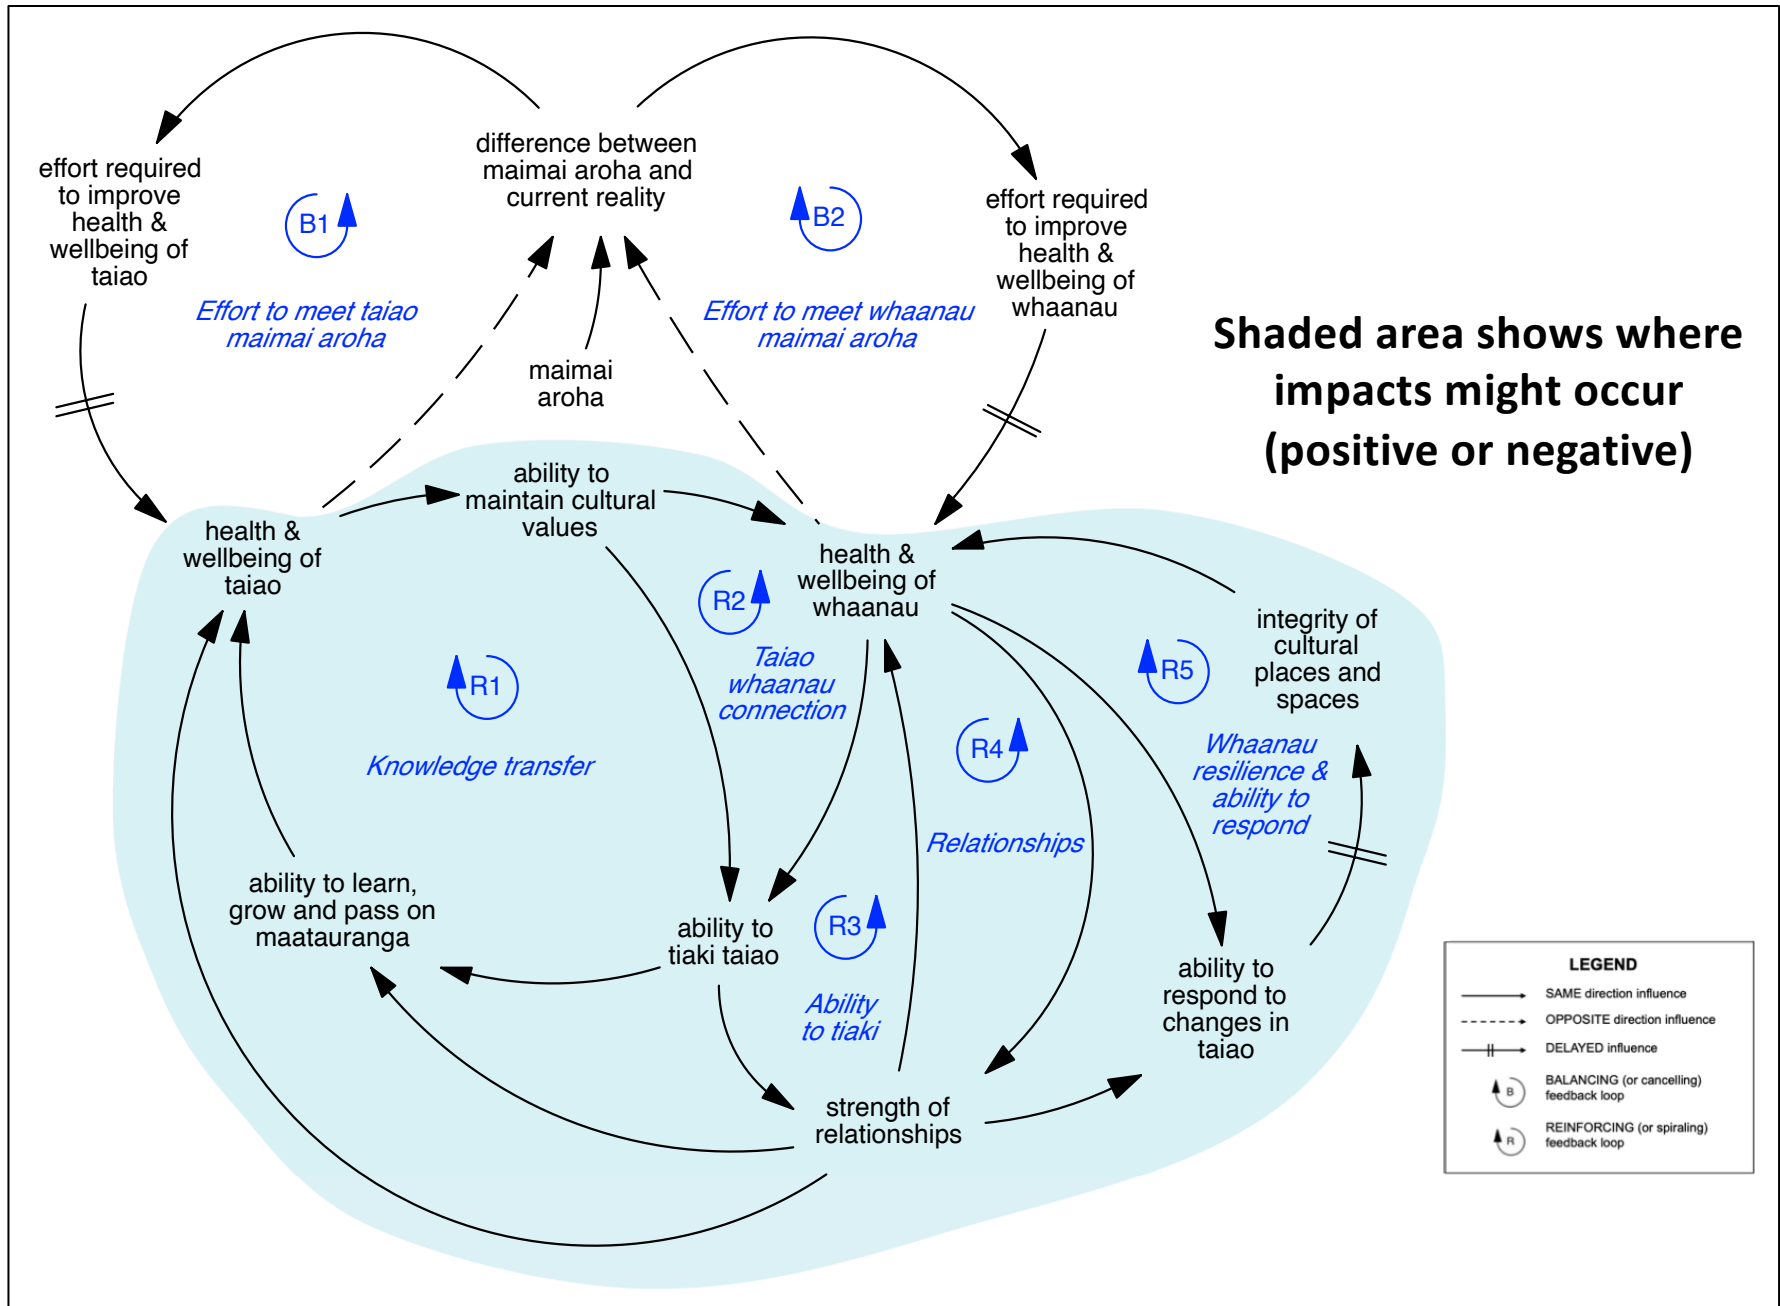 difference between
maimai aroha and
current reality
effort required
to improve
health &
wellbeing of
taiao
B1
Effort to meet taiao
maimai aroha
B2
Effort to meet whaanau
maimai aroha
effort required
to improve
health &
wellbeing of
whaanau
maimai
aroha
Shaded area shows where
impacts might occur
(positive or negative)
health &
wellbeing of
taiao
ability to
maintain cultural
values
health &
wellbeing of
whaanau
R2
Taiao
whaanau
connection
R1
Knowledge transfer
R5
Whaanau
resilience &
ability to
respond
integrity of
cultural
places and
spaces
R4
Relationships
ability to learn,
grow and pass on
maatauranga
ability to
tiaki taiao
R3
Ability
to tiaki
ability to
respond to
changes in
taiao
strength of
relationships
LEGEND
SAME direction influence
OPPOSITE direction influence
DELAYED influence
B
BALANCING (or cancelling)
feedback loop
R
REINFORCING (or spiraling)
feedback loop